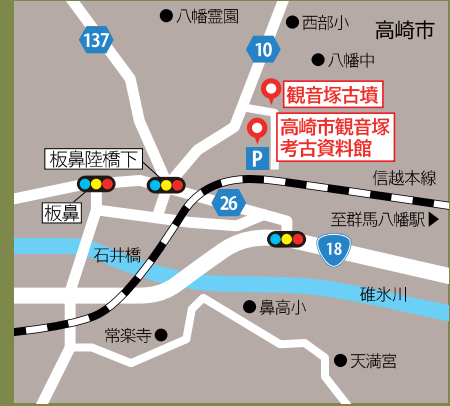 八幡霊園
西部小
高崎市
137
10
八幡中
観音塚古墳
高崎市観音塚
考古資料館
板鼻陸橋下
P
信越本線
板鼻
26
至群馬八幡駅▶
石井橋
18
碓氷川
鼻高小
常楽寺
天満宮